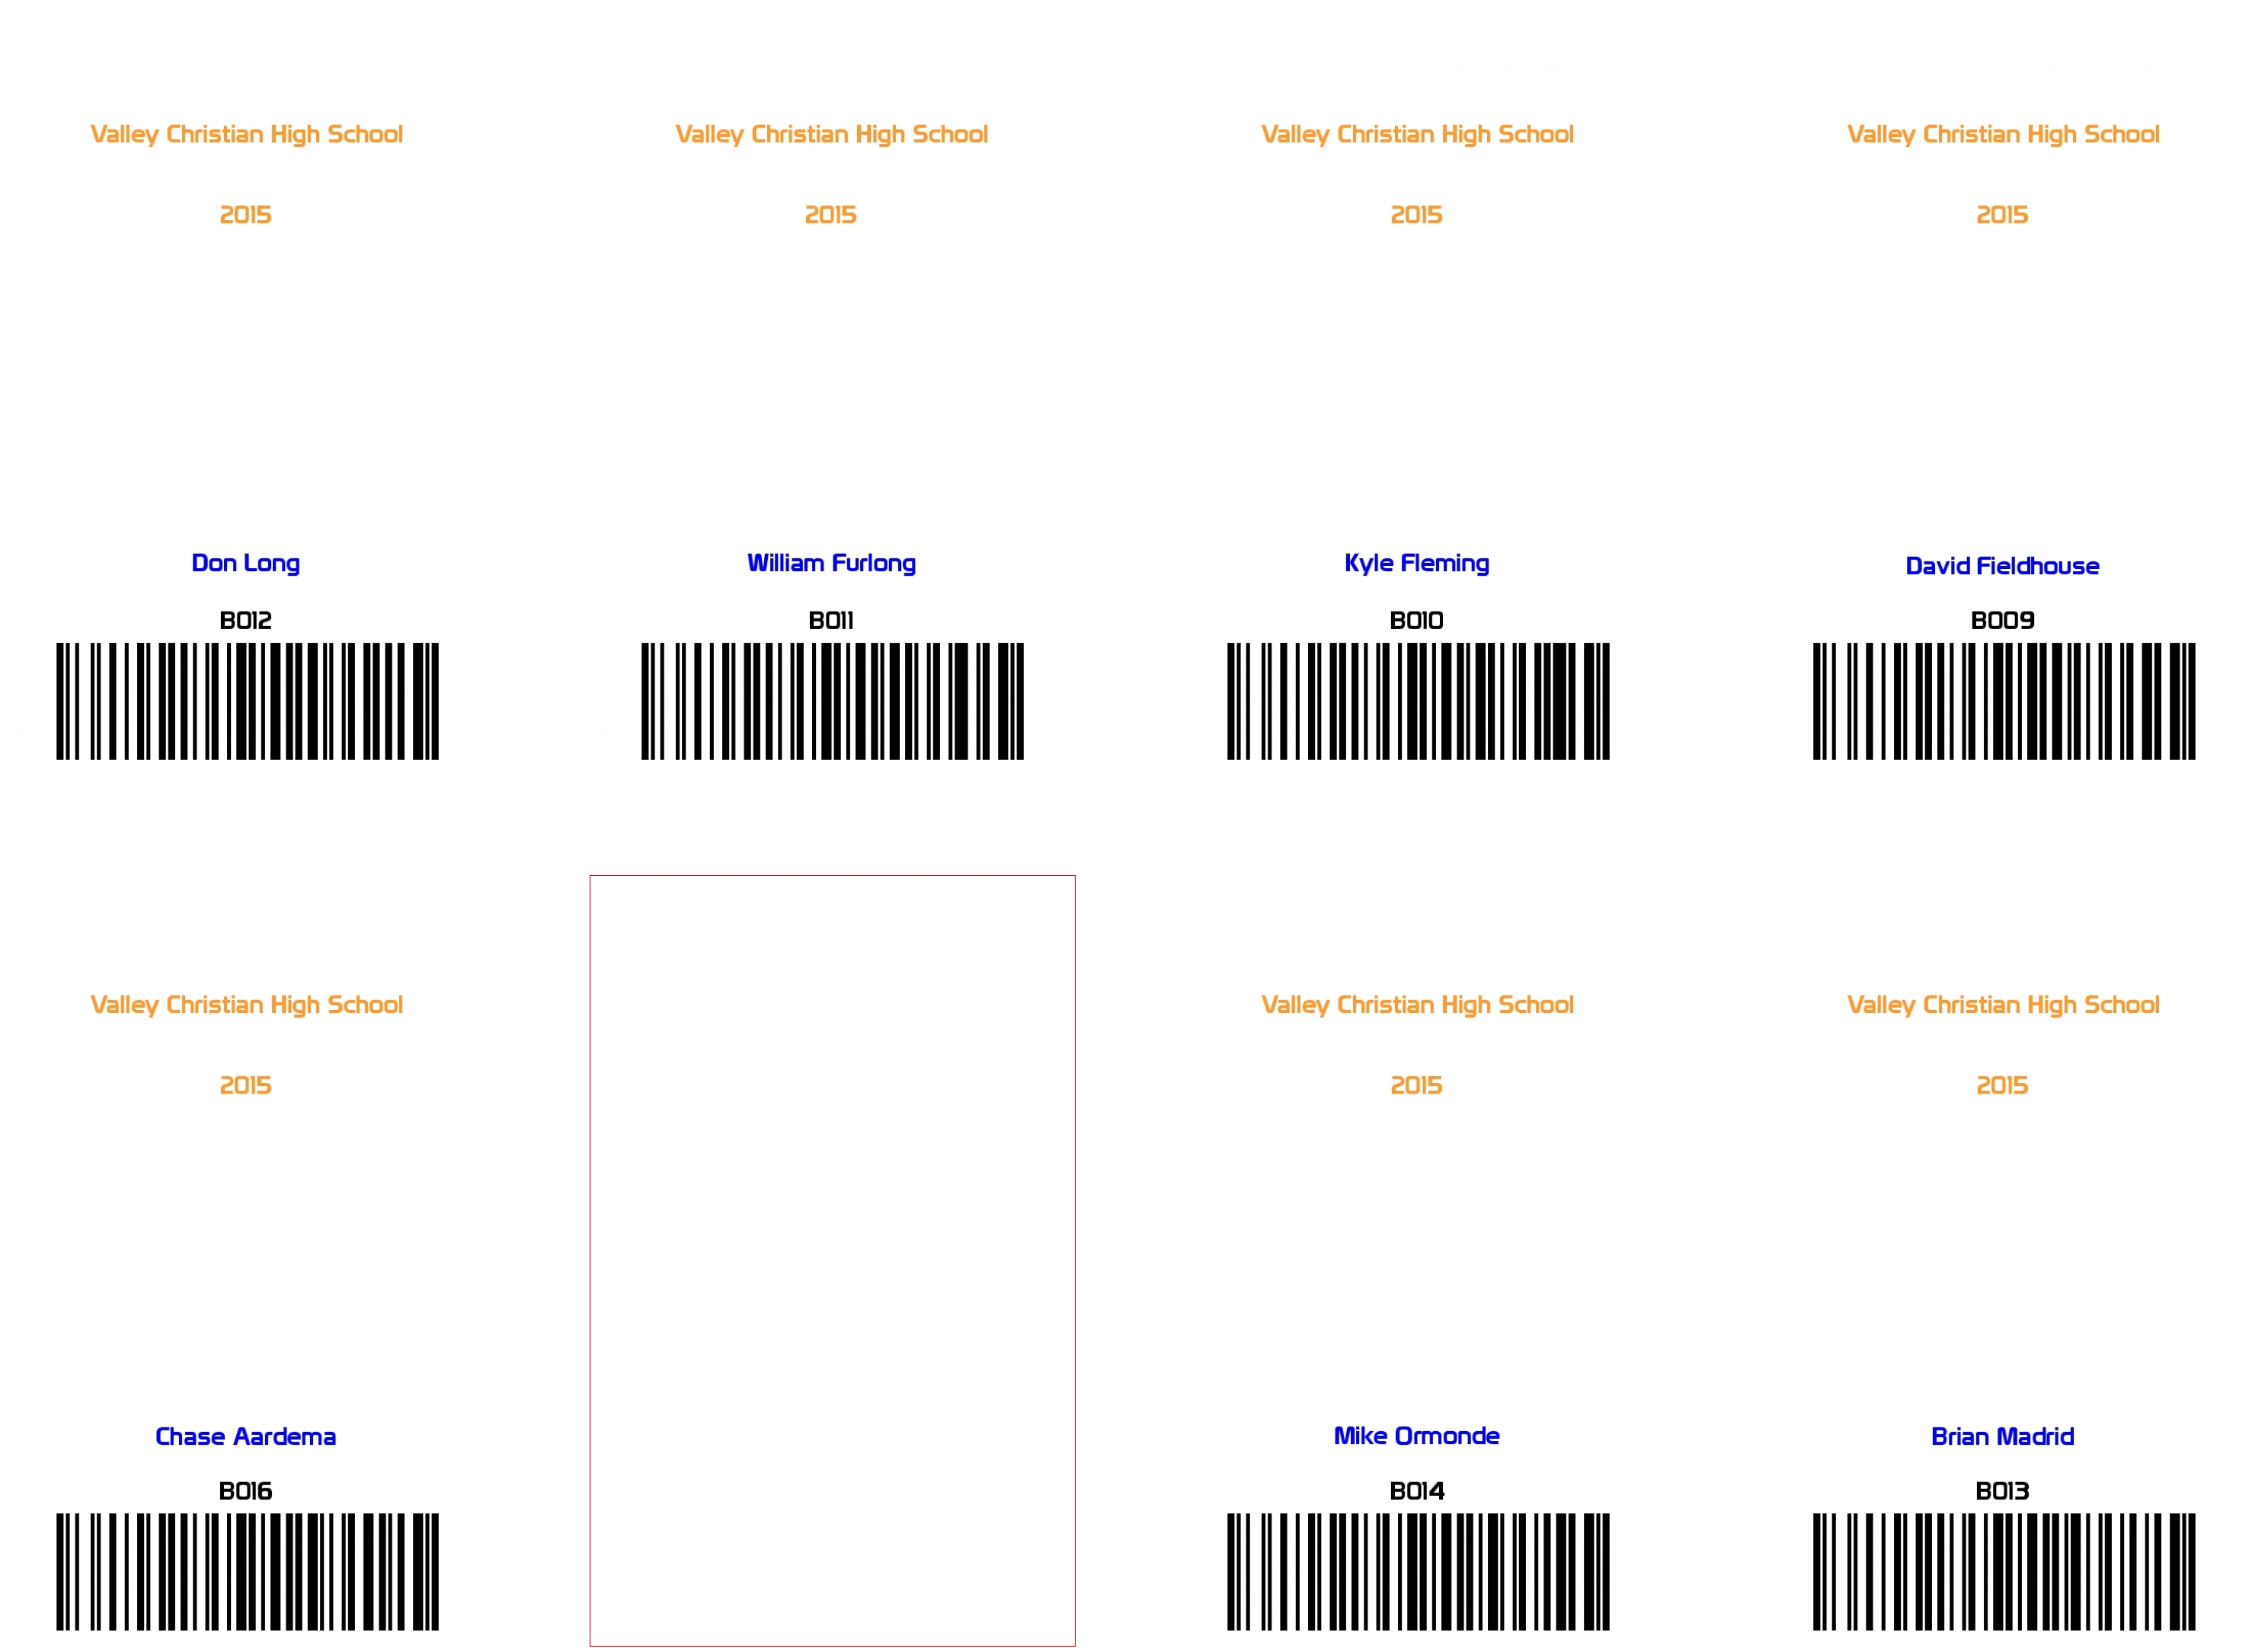 Valley Christian High School
2015
Don Long
B012
Valley Christian High School
2015
William Furlong
B011
Valley Christian High School
2015
Kyle Fleming
B010
Valley Christian High School
2015
David Fieldhouse
B009
Valley Christian High School
2015
Chase Aardema
B016
Valley Christian High School
2015
Mike Ormonde
B014
Valley Christian High School
2015
Brian Madrid
B013